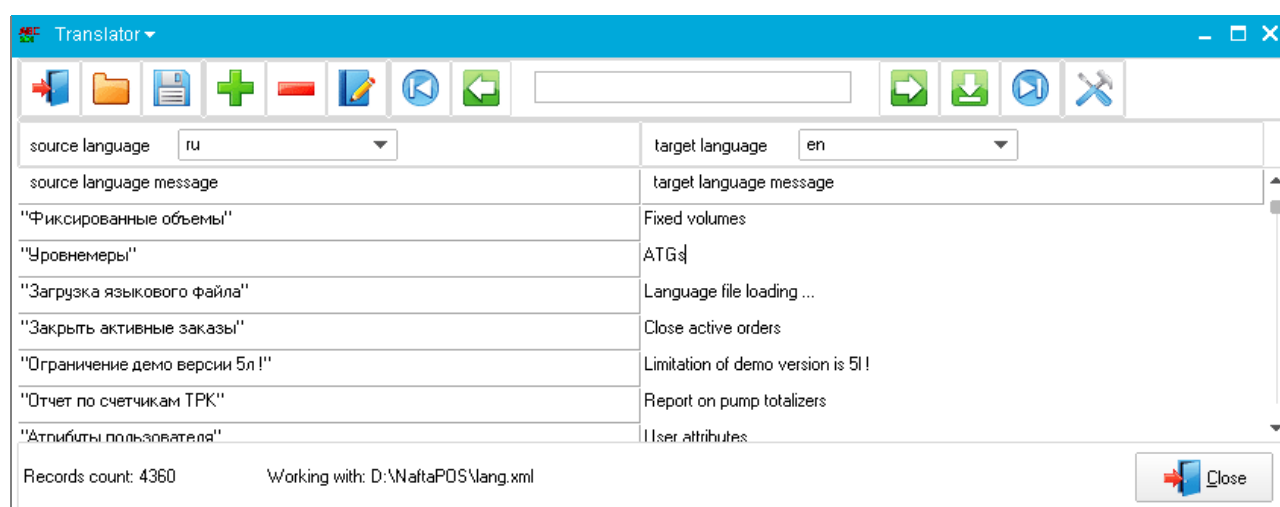 Translator
source language ru target language en
source language message target language message
"Фиксированные объемы" Fixed volumes
"Уровнемеры" ATGs
"Загрузка языкового файла" Language file loading ...
"Закрыть активные заказы" Close active orders
"Ограничение демо версии 5л !" Limitation of demo version is 5l !
"Отчет по счетчикам ТРК" Report on pump totalizers
"Атрибуты пользователя" User attributes
Records count: 4360 Working with: D:\NaftaPOS\lang.xml Close